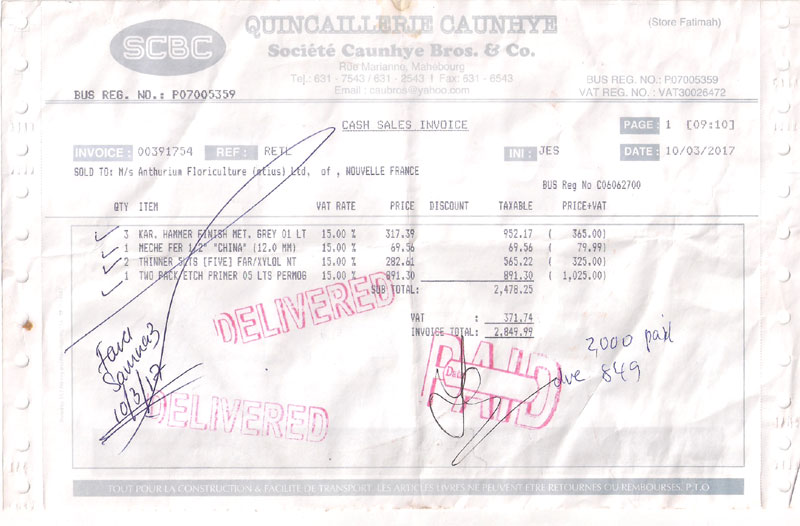 SCBC
QUINCAILLERIE CAUNHYE
(Store Fatimah)
Société Caunhye Bros. & Co.
Rue Marianne, Mahebourg
Tel.: 631 - 7543 / 631 - 2543 I Fax: 631 - 6543
Email : caubros@yahoo.com
BUS REG. NO.: P07005359
BUS REG. NO.: P07005359
VAT REG. NO.: VAT30026472
CASH SALES INVOICE
PAGE: 1 [09:10]
INVOICE : 00391754 REF : RETL INI : JES DATE : 10/03/2017
SOLD TO: M/s Anthurium Floriculture Ltd, of , NOUVELLE FRANCE
BUS Reg No C06062700
QTY ITEM VAT RATE PRICE DISCOUNT TAXABLE PRICE+VAT
3 KAR. HAMMER FINISH MET. GREY 01 LT 15.00 % 317.39 952.17 ( 365.00)
1 MECHE FER 1/2" "CHINA" (12.0 MM) 15.00 % 69.56 69.56 ( 79.99)
2 THINNER 5LTS [FIVE] FAR/XYLOL NT 15.00 % 282.61 565.22 ( 325.00)
1 TWO PACK ETCH PRIMER 05 LTS PERMOG 15.00 % 891.30 891.30 ( 1,025.00)
SUB TOTAL: 2,478.25
VAT : 371.74
INVOICE TOTAL: 2,849.99
DELIVERED
DELIVERED
PAID
2,000 paid
due 849
10/3/17
TOUT POUR LA CONSTRUCTION & FACILITE DE TRANSPORT. LES ARTICLES LIVRES NE PEUVENT ETRE RETOURNES OU REMBOURSES. P.T.O